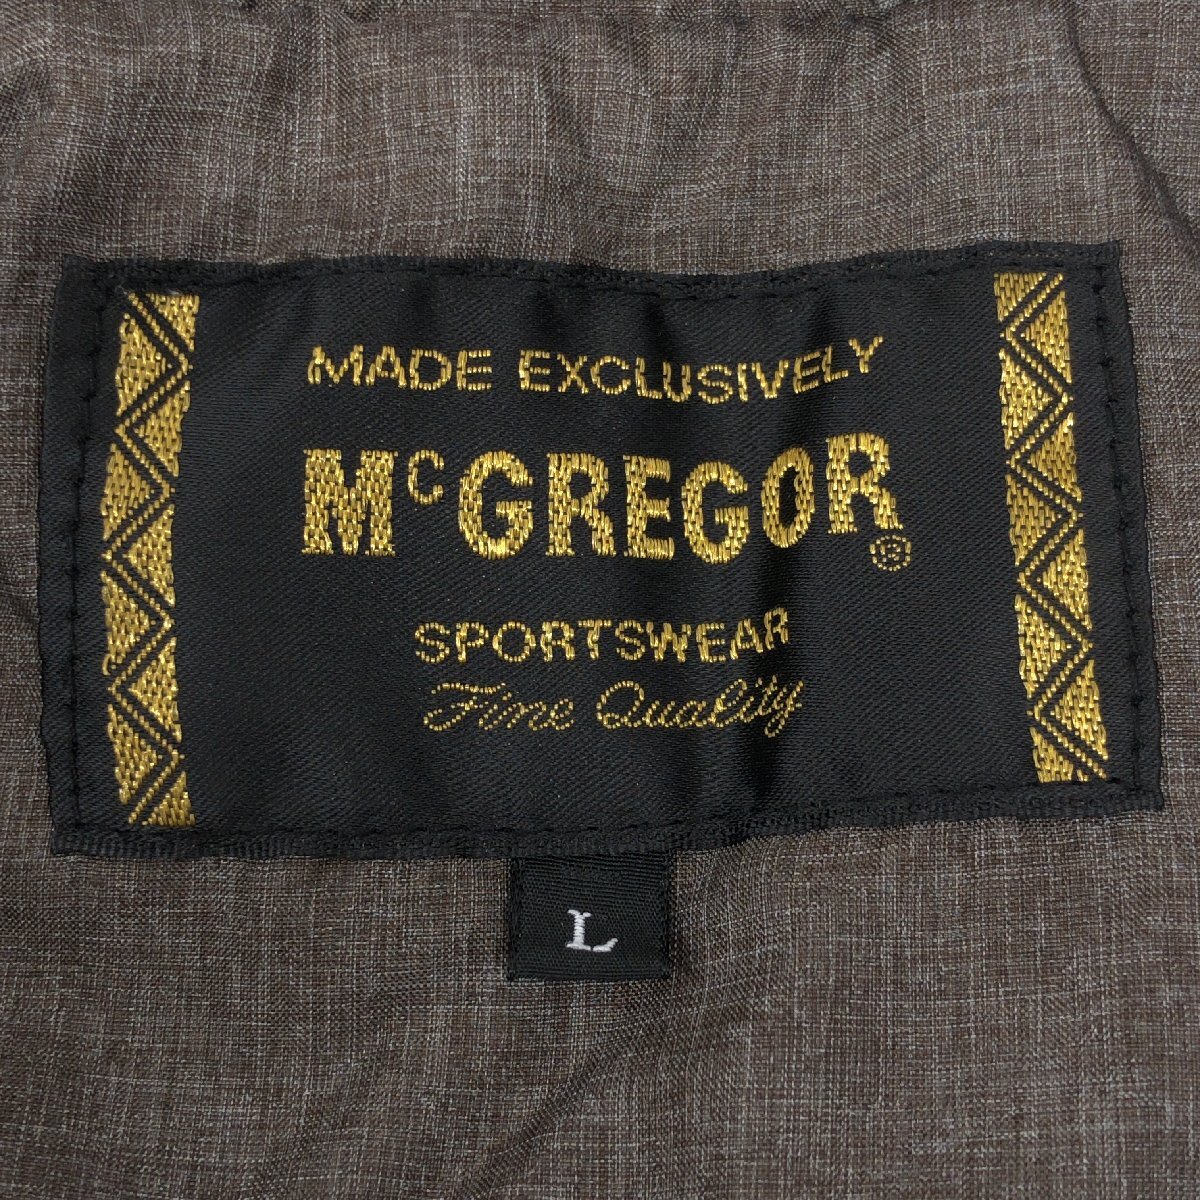 MADE EXCLUSIVELY
McGREGOR®
SPORTSWEAR
Fine Quality
L